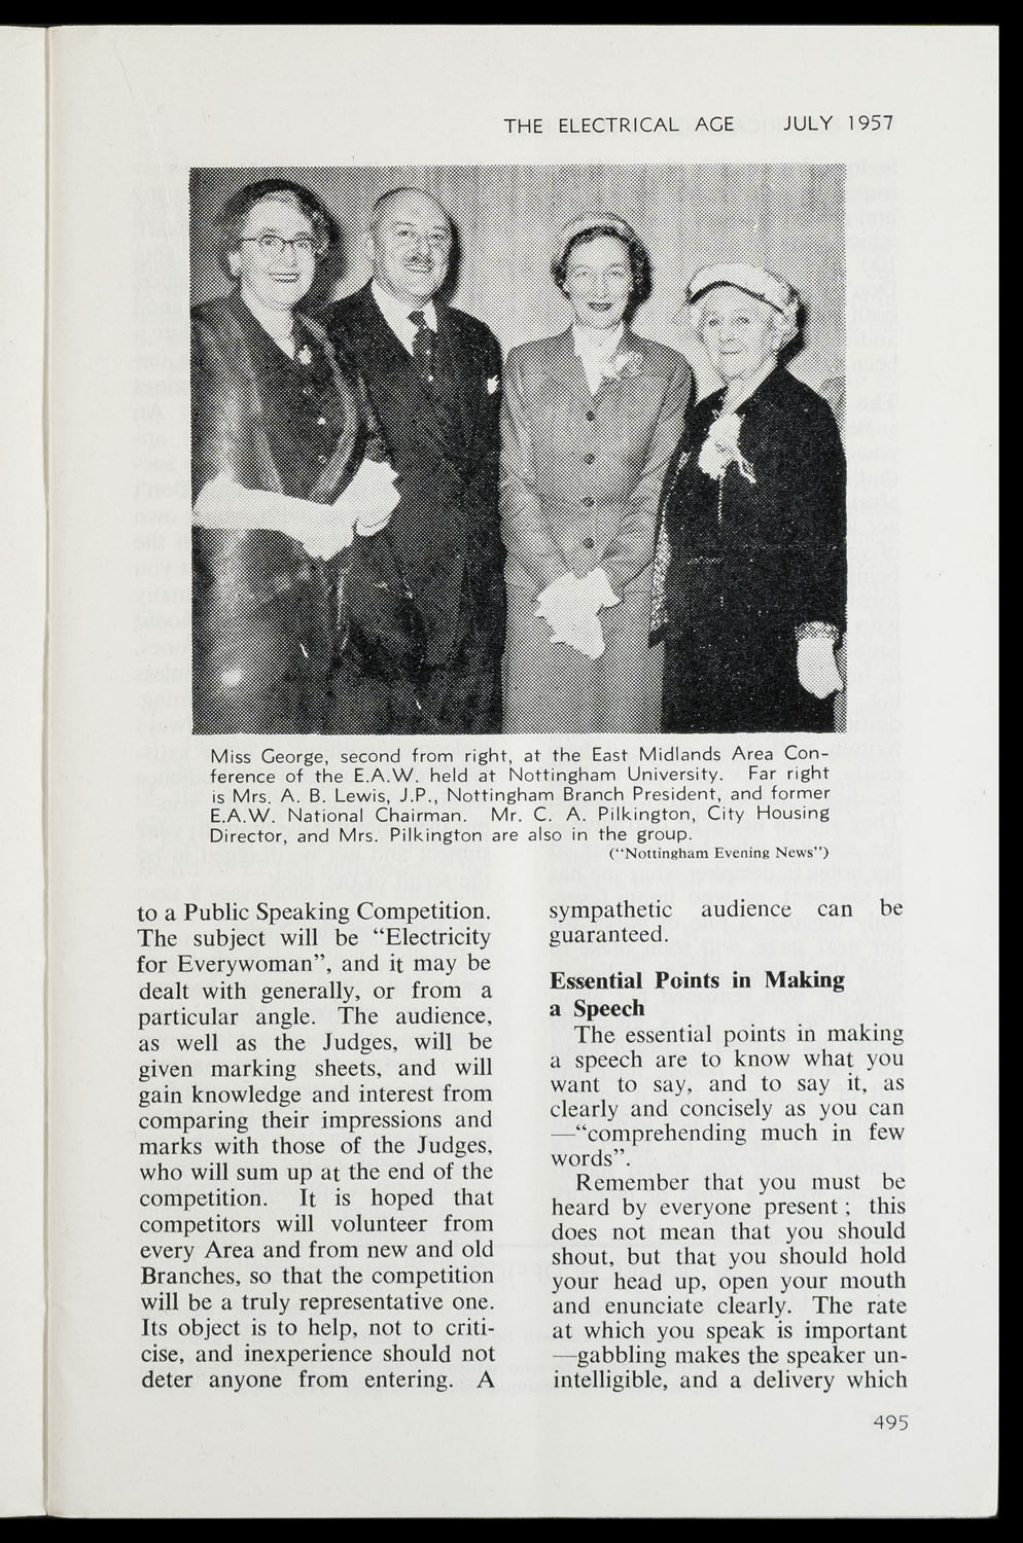 THE ELECTRICAL AGE JULY 1957
Miss George, second from right, at the East Midlands Area Con-
ference of the E.A.W. held at Nottingham University. Far right
is Mrs. A. B. Lewis, J.P., Nottingham Branch President, and former
E.A.W. National Chairman. Mr. C. A. Pilkington, City Housing
Director, and Mrs. Pilkington are also in the group.
("Nottingham Evening News")
to a Public Speaking Competition.
The subject will be "Electricity
for Everywoman", and it may be
dealt with generally, or from a
particular angle. The audience,
as well as the Judges, will be
given marking sheets, and will
gain knowledge and interest from
comparing their impressions and
marks with those of the Judges,
who will sum up at the end of the
competition. It is hoped that
competitors will volunteer from
every Area and from new and old
Branches, so that the competition
will be a truly representative one.
Its object is to help, not to criti-
cise, and inexperience should not
deter anyone from entering. A
sympathetic audience can be
guaranteed.
Essential Points in Making
a Speech
The essential points in making
a speech are to know what you
want to say, and to say it, as
clearly and concisely as you can
—"comprehending much in few
words".
Remember that you must be
heard by everyone present; this
does not mean that you should
shout, but that you should hold
your head up, open your mouth
and enunciate clearly. The rate
at which you speak is important
—gabbling makes the speaker un-
intelligible, and a delivery which
495